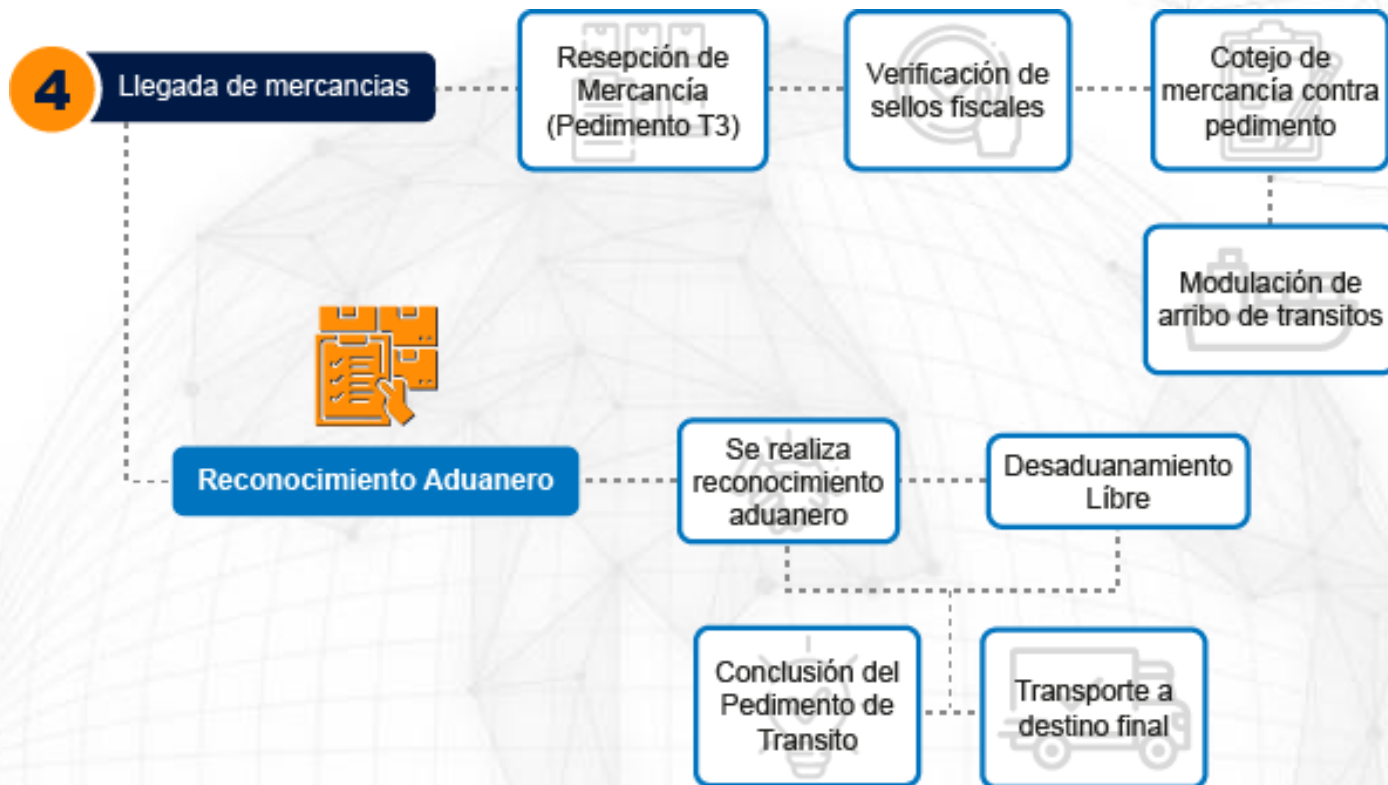 4
Llegada de mercancias
Resepción de
Mercancía
(Pedimento T3)
Verificación de
sellos fiscales
Cotejo de
mercancía contra
pedimento
Modulación de
arribo de transitos
Reconocimiento Aduanero
Se realiza
reconocimiento
aduanero
Desaduanamiento
Líbre
Conclusión del
Pedimento de
Transito
Transporte a
destino final